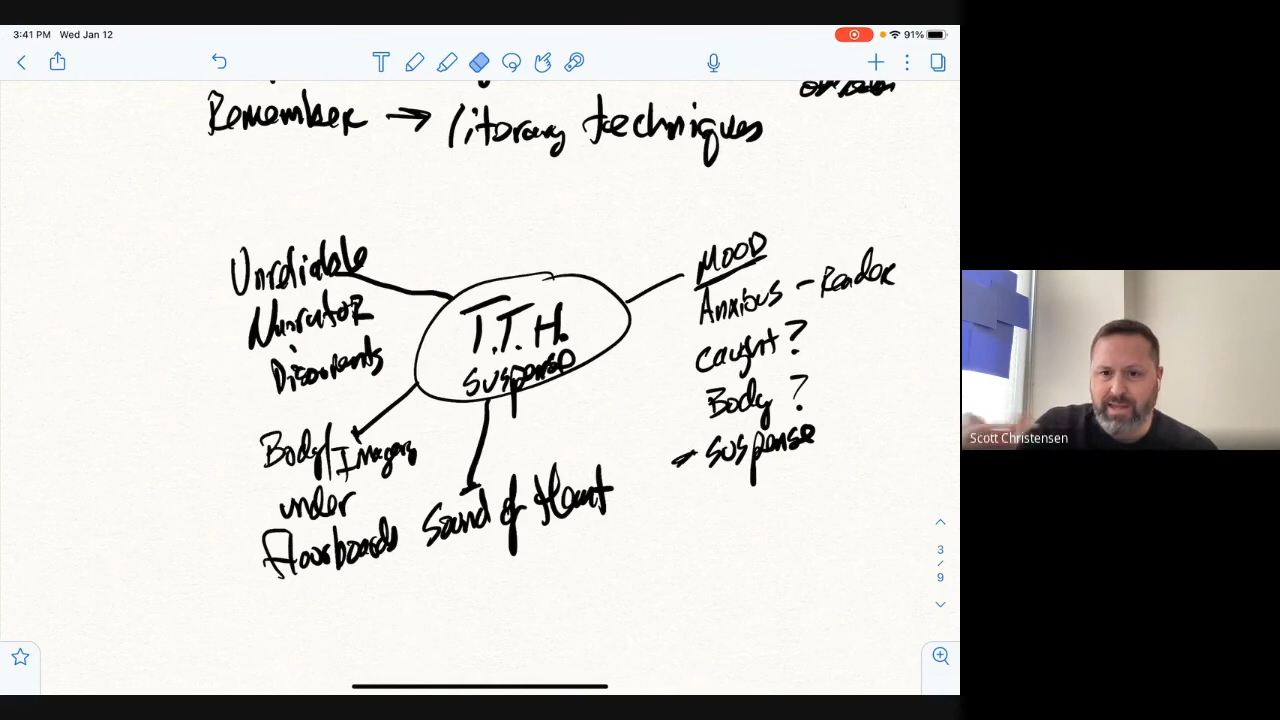 3:41 PM Wed Jan 12
91%
Remember → literary techniques
Unreliable
Narrator
Disorients
Body/Imagery
under
floorboards
T.T.H.
suspense
Sound of Heart
MOOD
Anxious - Reader
caught?
Body?
- suspense
3
/
9
Scott Christensen